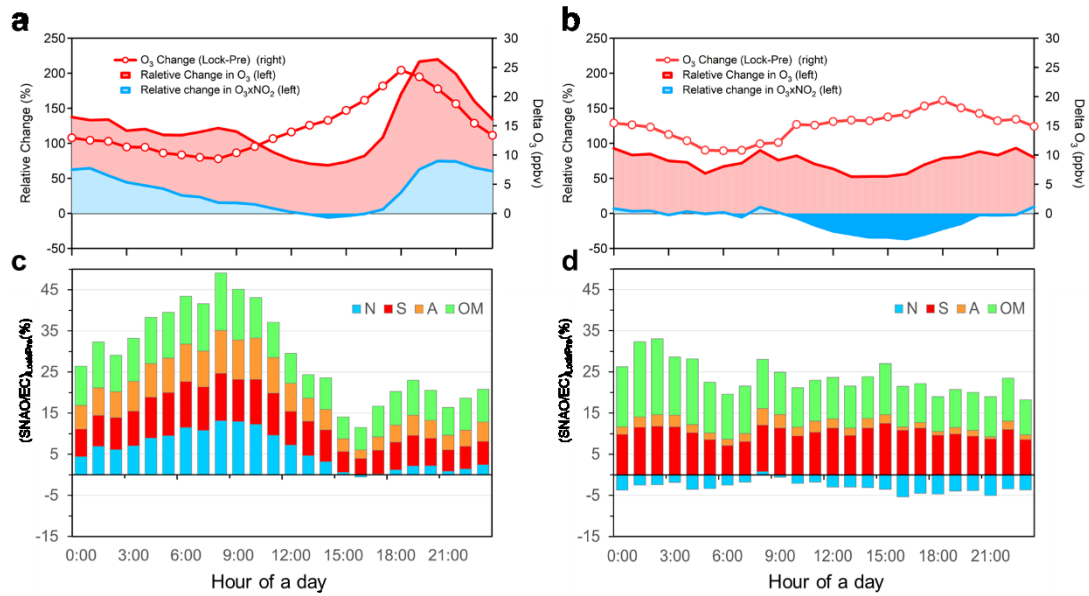 a
250
200
150
100
50
0
-50
30
25
20
15
10
5
0
Relative Change (%)
Delta O3 (ppbv)
O3 Change (Lock-Pre) (right)
Raletive Change in O3 (left)
Relative change in O3xNO2 (left)
b
250
200
150
100
50
0
-50
30
25
20
15
10
5
0
Relative Change (%)
Delta O3 (ppbv)
O3 Change (Lock-Pre) (right)
Raletive Change in O3 (left)
Relative change in O3xNO2 (left)
c
45
35
25
15
5
-5
-15
(SNAO/EC)Lock-Pre(%)
N S A OM
0:00 3:00 6:00 9:00 12:00 15:00 18:00 21:00
Hour of a day
d
45
35
25
15
5
-5
-15
(SNAO/EC)Lock-Pre(%)
N S A OM
0:00 3:00 6:00 9:00 12:00 15:00 18:00 21:00
Hour of a day